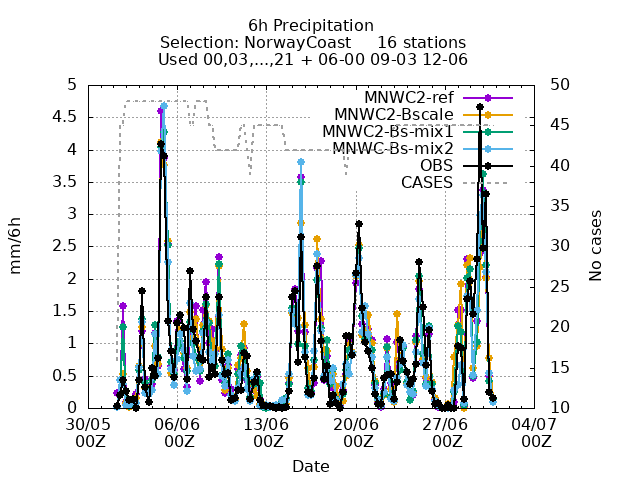 6h Precipitation
Selection: NorwayCoast     16 stations
Used 00,03,...,21 + 06-00 09-03 12-06
5
4.5
4
3.5
3
2.5
2
1.5
1
0.5
0
50
45
40
35
30
25
20
15
10
mm/6h
No cases
MNWC2-ref
MNWC2-Bscale
MNWC2-Bs-mix1
MNWC-Bs-mix2
OBS
CASES
30/05 06/06 13/06 20/06 27/06 04/07
00Z 00Z 00Z 00Z 00Z 00Z
Date